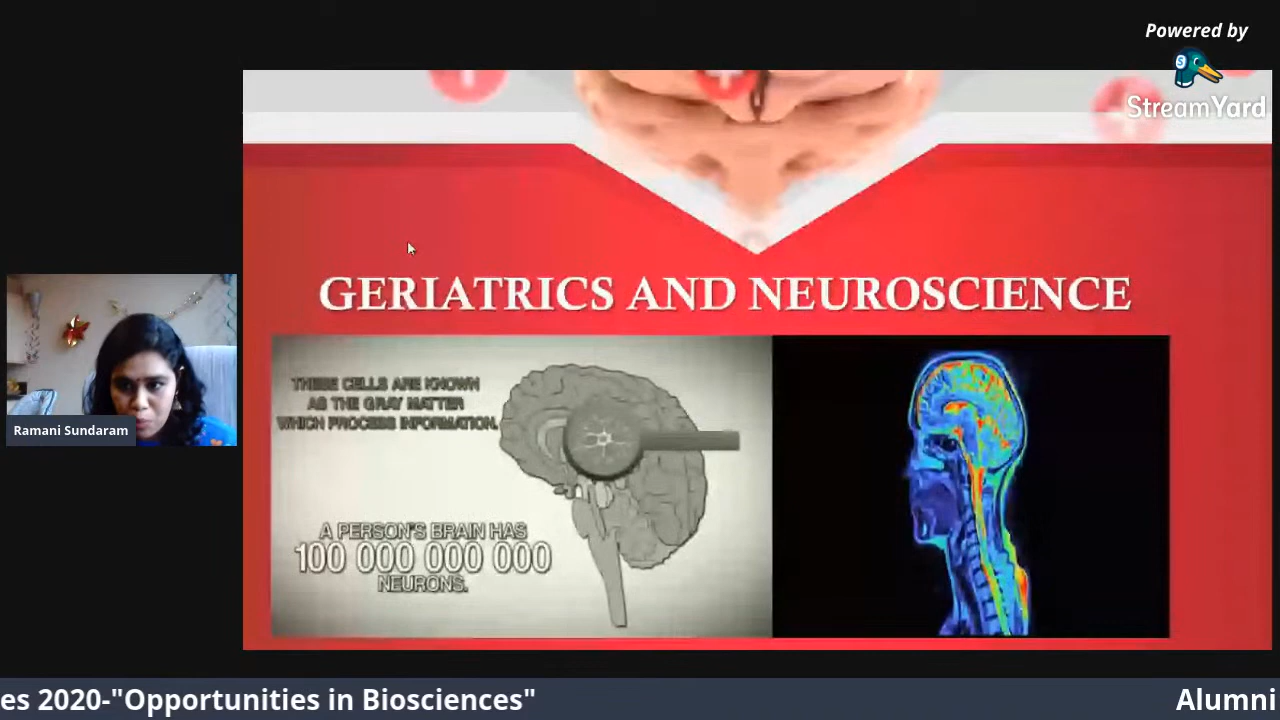 Powered by
StreamYard
GERIATRICS AND NEUROSCIENCE
THESE CELLS ARE KNOWN
AS THE GRAY MATTER
WHICH PROCESS INFORMATION.
A PERSON'S BRAIN HAS
100 000 000 000
NEURONS.
Ramani Sundaram
es 2020-"Opportunities in Biosciences" Alumni